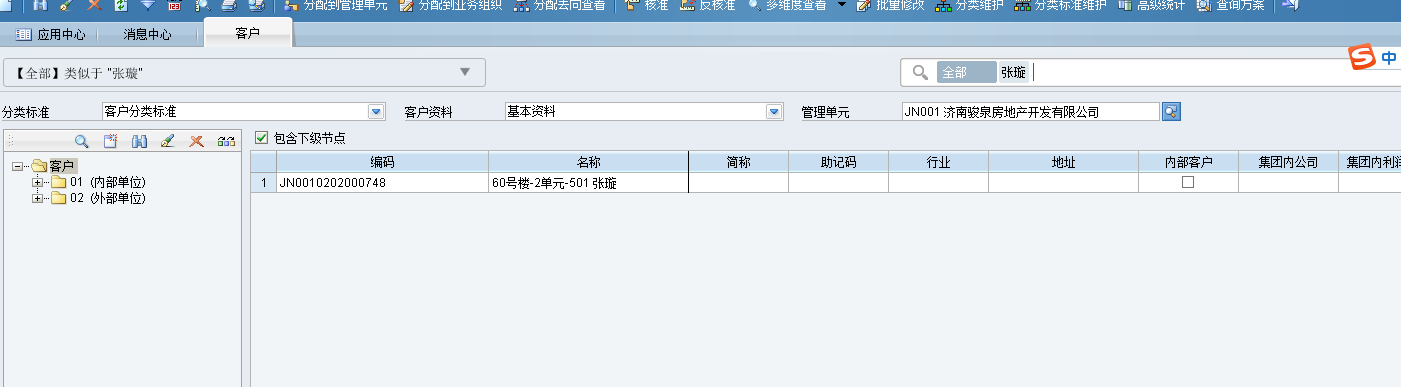 分配到管理单元 分配到业务组织 分配去向查看 核准 反核准 多维度查看 批量修改 分类维护 分类标准维护 高级统计 查询方案
应用中心 消息中心 客户
【全部】类似于 "张璇" 全部 张璇 中
分类标准 客户分类标准 客户资料 基本资料 管理单元 JN001 济南骏泉房地产开发有限公司
包含下级节点
客户
01 (内部单位)
02 (外部单位)
编码 名称 简称 助记码 行业 地址 内部客户 集团内公司 集团内利润
1 JN0010202000748 60号楼-2单元-501 张璇